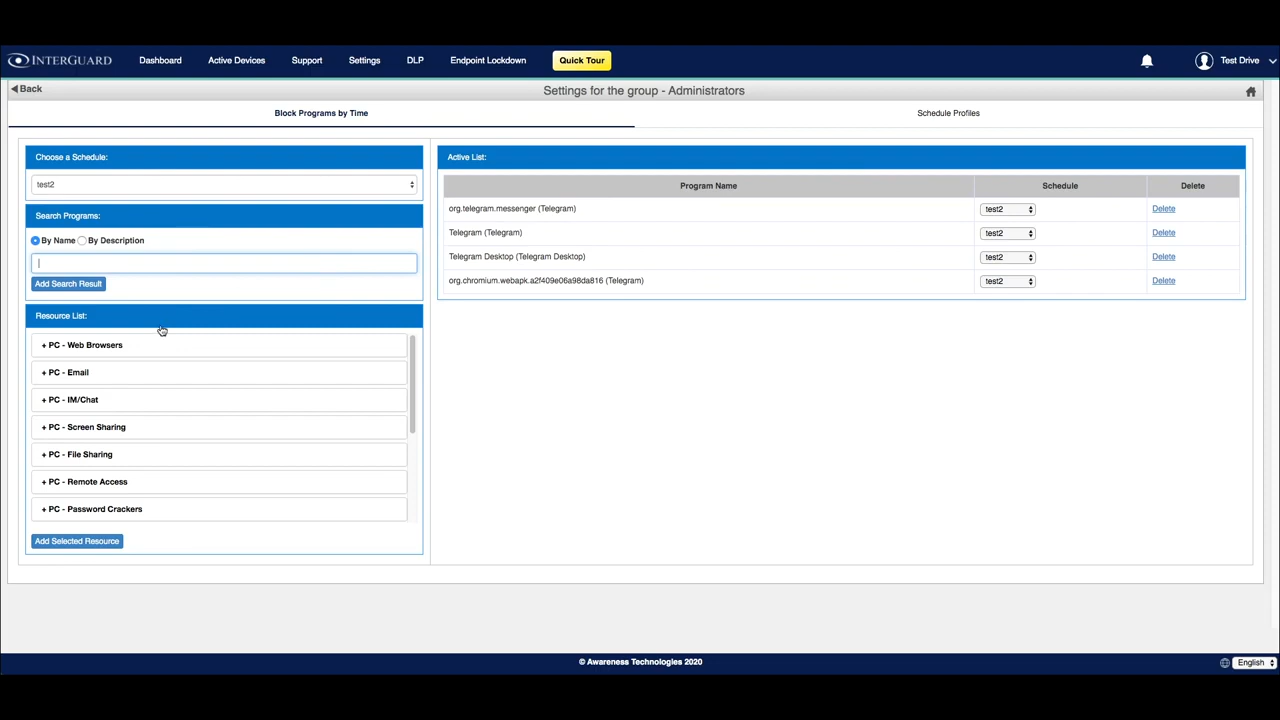 INTERGUARD Dashboard Active Devices Support Settings DLP Endpoint Lockdown Quick Tour Test Drive
Back Settings for the group - Administrators
Block Programs by Time Schedule Profiles
Choose a Schedule:
test2
Search Programs:
By Name By Description
Add Search Result
Resource List:
+ PC - Web Browsers
+ PC - Email
+ PC - IM/Chat
+ PC - Screen Sharing
+ PC - File Sharing
+ PC - Remote Access
+ PC - Password Crackers
Add Selected Resource
Active List:
Program Name Schedule Delete
org.telegram.messenger (Telegram) test2 Delete
Telegram (Telegram) test2 Delete
Telegram Desktop (Telegram Desktop) test2 Delete
org.chromium.webapk.a2f409e06a98da816 (Telegram) test2 Delete
© Awareness Technologies 2020
English